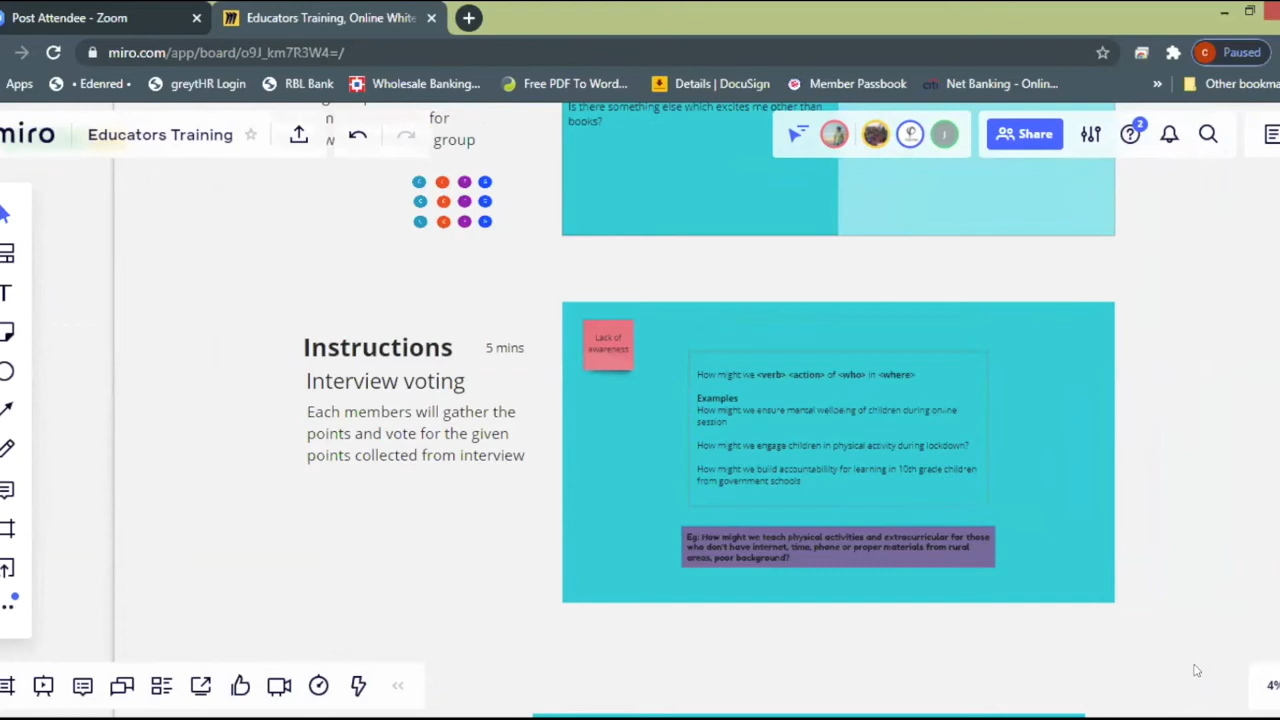 Post Attendee - Zoom
Educators Training, Online White
miro.com/app/board/o9J_km7R3W4=/
C Paused
Apps
• Edenred •
greytHR Login
RBL Bank
Wholesale Banking...
Free PDF To Word...
Details | DocuSign
Member Passbook
citi
Net Banking - Onlin...
»
Other bookma
miro
Educators Training
Share
2
for
group
Is there something else which excites me other than
books?
Instructions
5 mins
Interview voting
Each members will gather the
points and vote for the given
points collected from interview
Lack of
awareness
How might we <verb> <action> of <who> in <where>
Examples
How might we ensure mental wellbeing of children during online
session
How might we engage children in physical activity during lockdown?
How might we build accountability for learning in 10th grade children
from government schools
Eg: How might we teach physical activities and extracurricular for those
who don't have internet, time, phone or proper materials from rural
areas, poor background?
4%